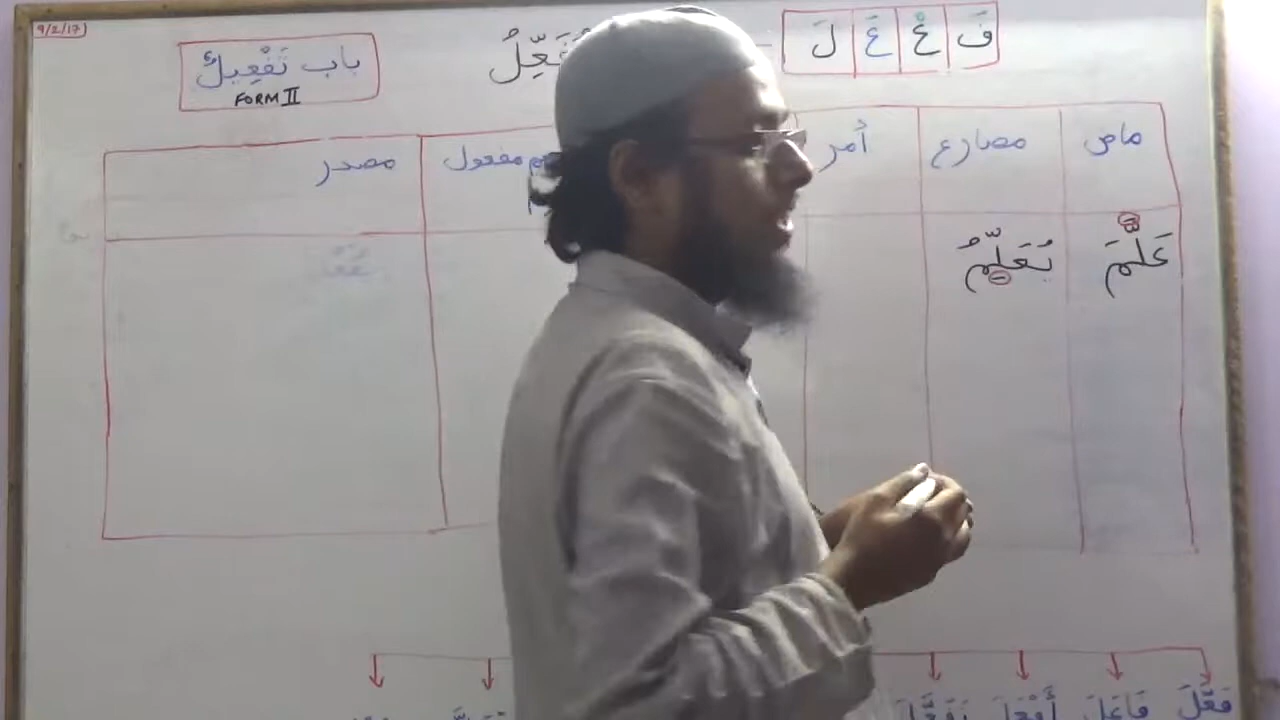 9/2/17
فَ عْ عَ لَ
باب تَفْعِيلٌ
FORM II
ماض مضارع أمر مفعول مصدر
عَلَّمَ يُعَلِّمُ
فَعَّلَ فَاعَلَ أَفْعَلَ تَفَعَّلَ